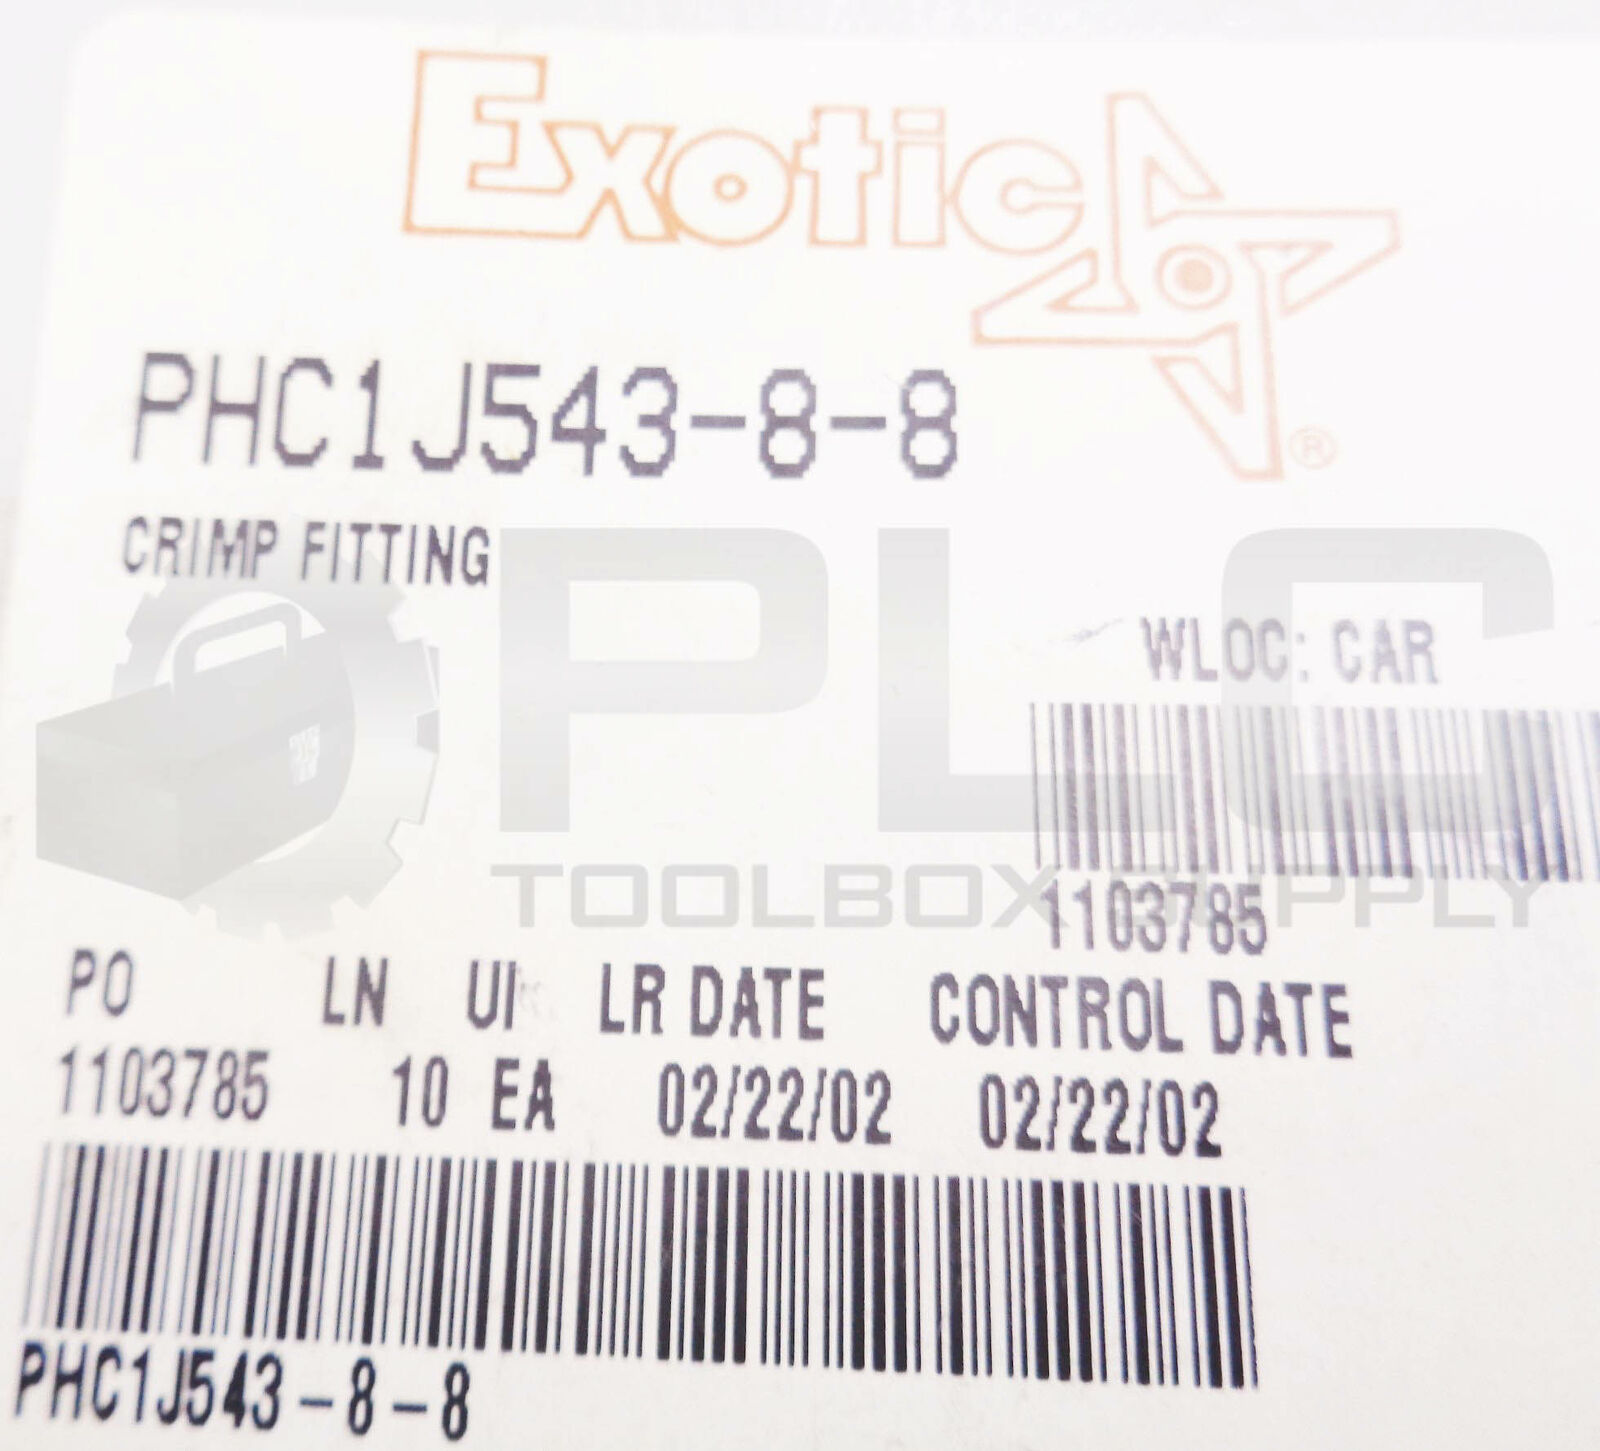 Exotic
®
PHC1J543-8-8
CRIMP FITTING
WLOC: CAR
PLC
TOOLBOX SUPPLY
1103785
PO LN UI LR DATE CONTROL DATE
1103785 10 EA 02/22/02 02/22/02
PHC1J543-8-8